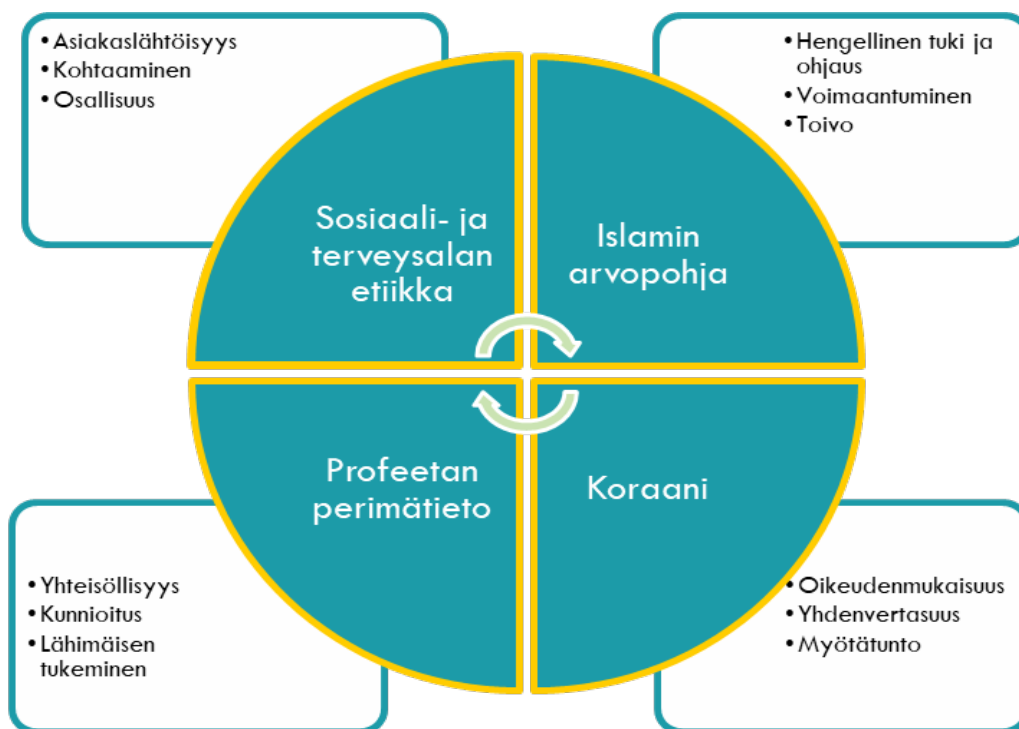 • Asiakaslähtöisyys
• Kohtaaminen
• Osallisuus
• Hengellinen tuki ja
ohjaus
• Voimaantuminen
• Toivo
Sosiaali- ja
terveysalan
etiikka
Islamin
arvopohja
Profeetan
perimätieto
Koraani
• Yhteisöllisyys
• Kunnioitus
• Lähimäisen
tukeminen
• Oikeudenmukaisuus
• Yhdenvertasuus
• Myötätunto